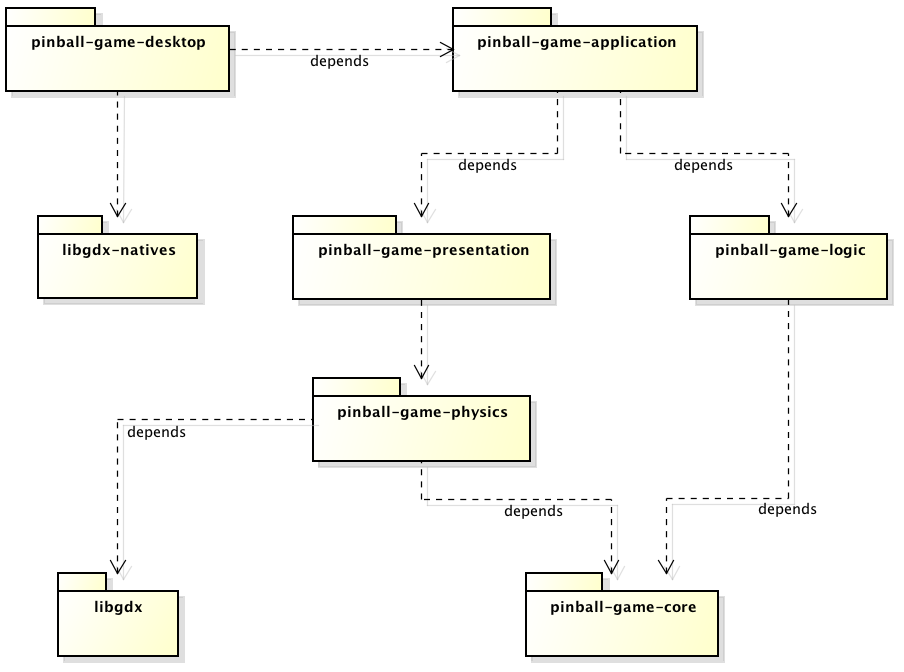 pinball-game-desktop
pinball-game-application
depends
depends
depends
libgdx-natives
pinball-game-presentation
pinball-game-logic
pinball-game-physics
depends
depends
depends
libgdx
pinball-game-core